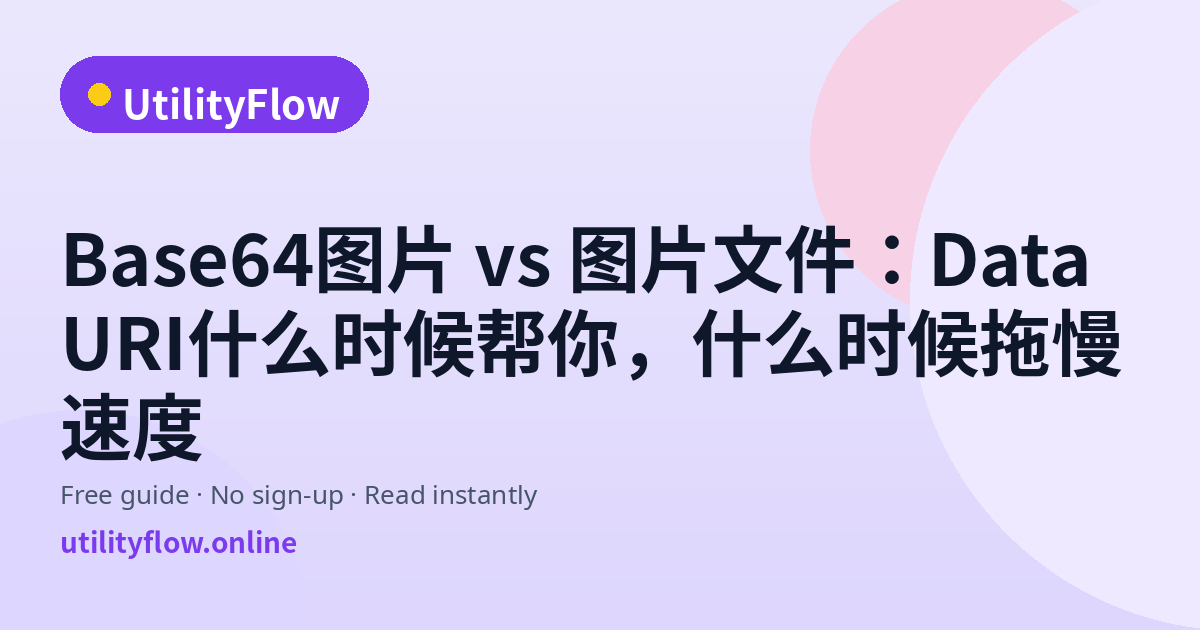 UtilityFlow
Base64图片 vs 图片文件：Data
URI什么时候帮你，什么时候拖慢
速度
Free guide · No sign-up · Read instantly
utilityflow.online